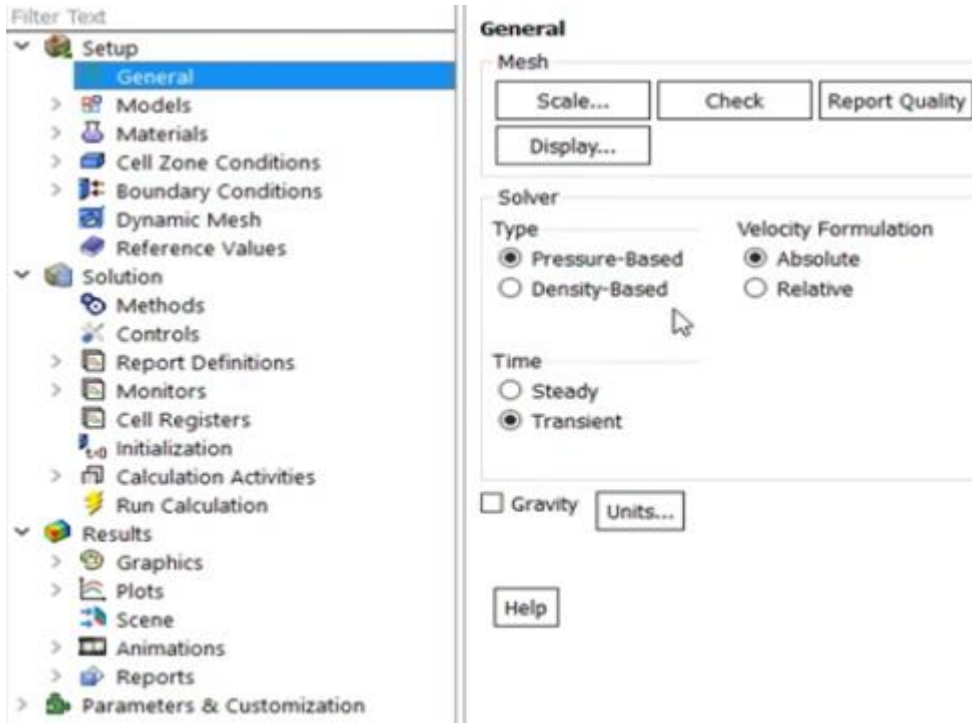 Filter Text
Setup
General
Models
Materials
Cell Zone Conditions
Boundary Conditions
Dynamic Mesh
Reference Values
Solution
Methods
Controls
Report Definitions
Monitors
Cell Registers
t=0 Initialization
Calculation Activities
Run Calculation
Results
Graphics
Plots
Scene
Animations
Reports
Parameters & Customization
General
Mesh
Scale... Check Report Quality
Display...
Solver
Type Velocity Formulation
Pressure-Based Absolute
Density-Based Relative
Time
Steady
Transient
Gravity Units...
Help